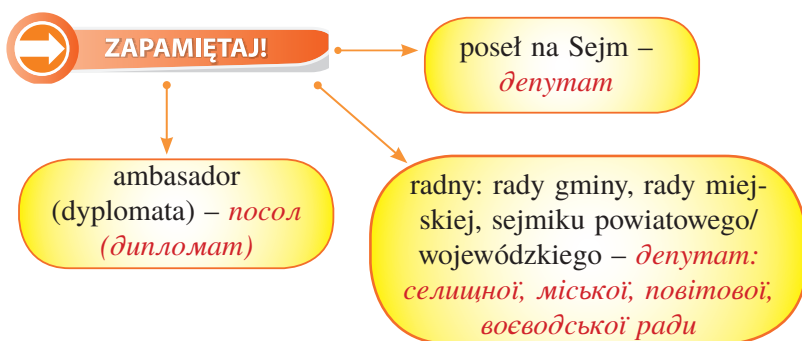 ZAPAMIĘTAJ!
poseł na Sejm –
депутат
ambasador
(dyplomata) – посол
(дипломат)
radny: rady gminy, rady miej-
skiej, sejmiku powiatowego/
wojewódzkiego – депутат:
селищної, міської, повітової,
воєводської ради